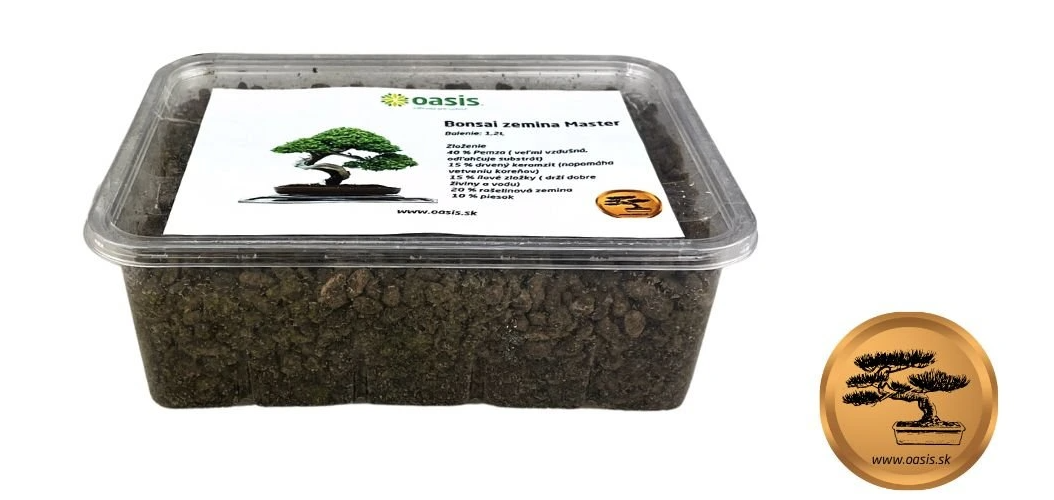 oasis
Bonsai zemina Master
Balenie: 1,2L
Zloženie
40 % Pemza ( veľmi vzdušná,
odľahčuje substrát)
15 % drvený keramzit (napomáha
vetveniu koreňov)
15 % ílové zložky ( drží dobre
živiny a vodu)
20 % rašelinová zemina
10 % piesok
www.oasis.sk
www.oasis.sk